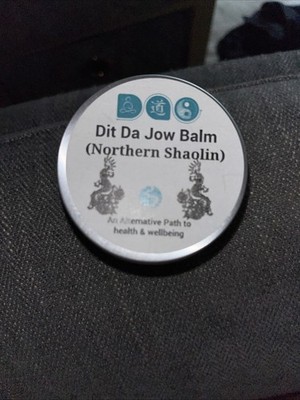 道
Dit Da Jow Balm
(Northern Shaolin)
An Alternative Path to
health & wellbeing